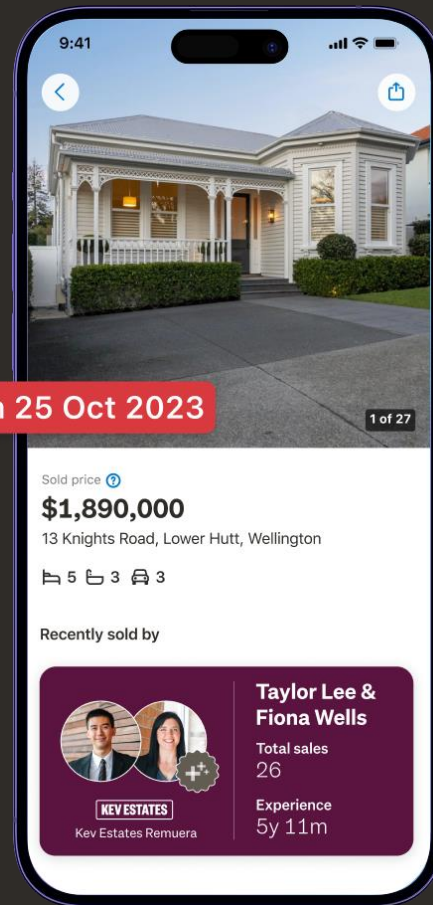 9:41
n 25 Oct 2023
1 of 27
Sold price ?
$1,890,000
13 Knights Road, Lower Hutt, Wellington
5 3 3
Recently sold by
Taylor Lee &
Fiona Wells
Total sales
26
KEV ESTATES
Kev Estates Remuera
Experience
5y 11m